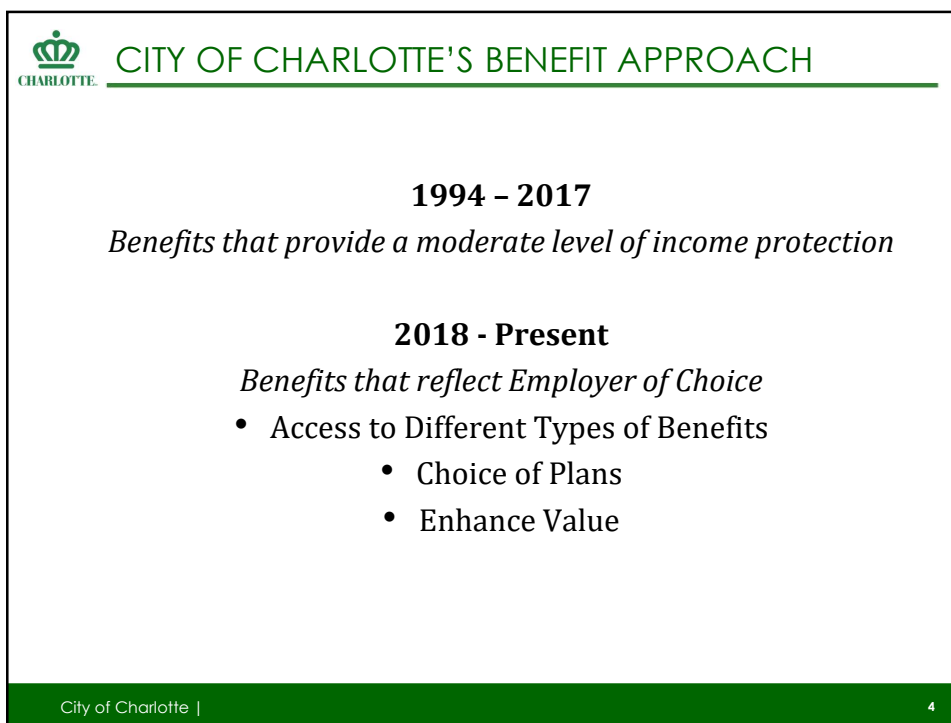 CHARLOTTE.
CITY OF CHARLOTTE'S BENEFIT APPROACH
1994 – 2017
Benefits that provide a moderate level of income protection
2018 - Present
Benefits that reflect Employer of Choice
• Access to Different Types of Benefits
• Choice of Plans
• Enhance Value
City of Charlotte |
4